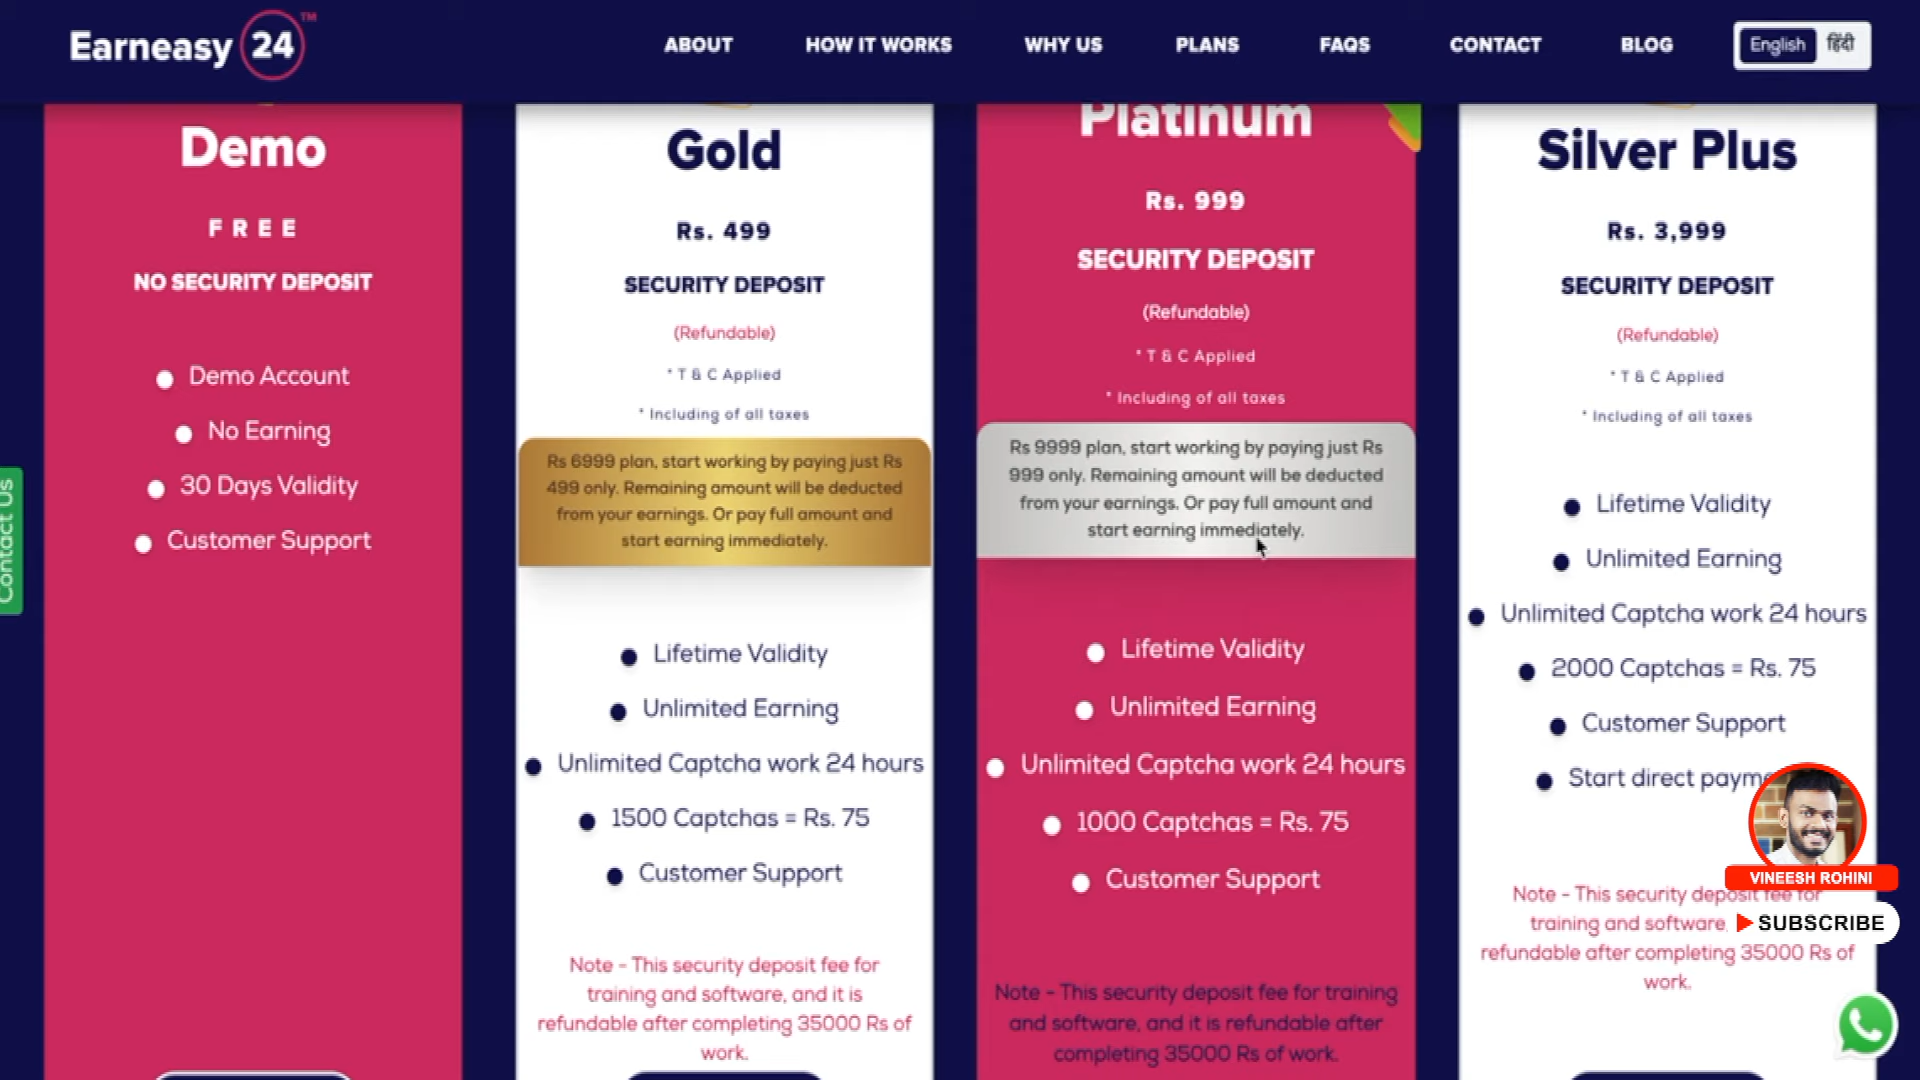 Earneasy 24 TM
ABOUT
HOW IT WORKS
WHY US
PLANS
FAQS
CONTACT
BLOG
English
हिंदी
Demo
FREE
NO SECURITY DEPOSIT
Demo Account
No Earning
30 Days Validity
Customer Support
Gold
Rs. 499
SECURITY DEPOSIT
(Refundable)
* T & C Applied
* Including of all taxes
Rs 6999 plan, start working by paying just Rs
499 only. Remaining amount will be deducted
from your earnings. Or pay full amount and
start earning immediately.
Lifetime Validity
Unlimited Earning
Unlimited Captcha work 24 hours
1500 Captchas = Rs. 75
Customer Support
Note - This security deposit fee for
training and software, and it is
refundable after completing 35000 Rs of
work.
Platinum
Rs. 999
SECURITY DEPOSIT
(Refundable)
* T & C Applied
* Including of all taxes
Rs 9999 plan, start working by paying just Rs
999 only. Remaining amount will be deducted
from your earnings. Or pay full amount and
start earning immediately.
Lifetime Validity
Unlimited Earning
Unlimited Captcha work 24 hours
1000 Captchas = Rs. 75
Customer Support
Note - This security deposit fee for training
and software, and it is refundable after
completing 35000 Rs of work.
Silver Plus
Rs. 3,999
SECURITY DEPOSIT
(Refundable)
* T & C Applied
* Including of all taxes
Lifetime Validity
Unlimited Earning
Unlimited Captcha work 24 hours
2000 Captchas = Rs. 75
Customer Support
Start direct
Note - This security deposit fee for
training and software
refundable after completing 35000 Rs of
work.
Contact Us
VINEESH ROHINI
SUBSCRIBE